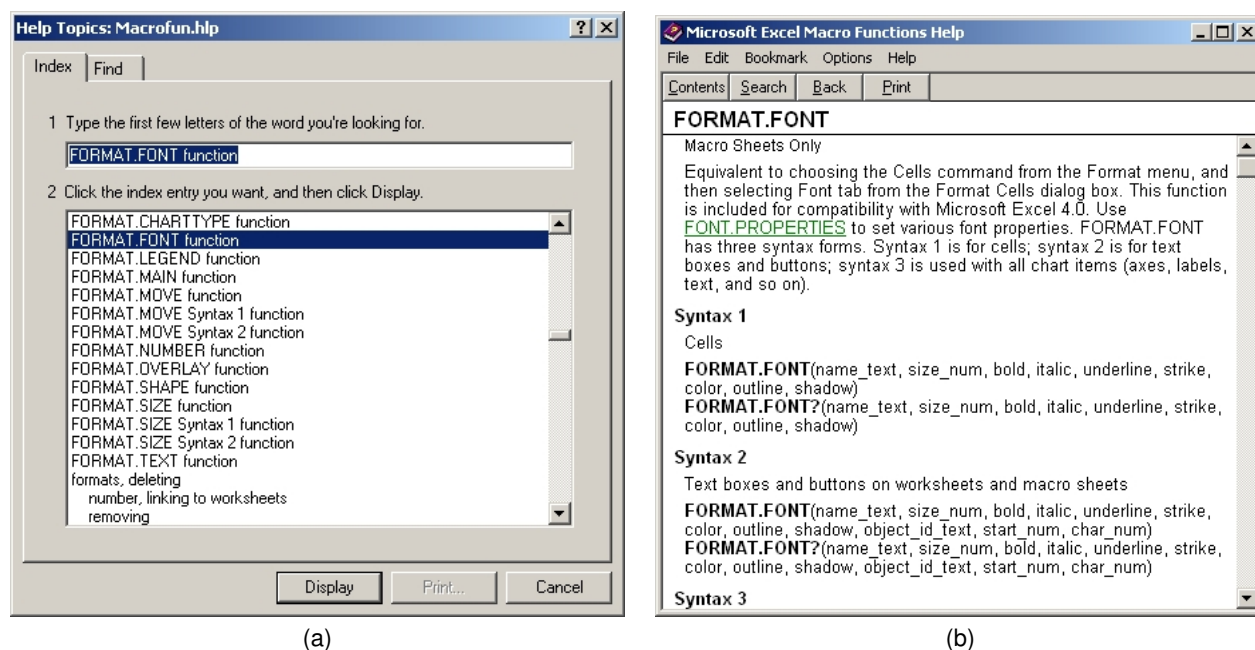 Help Topics: Macrofun.hlp
Index
Find
1 Type the first few letters of the word you're looking for.
FORMAT.FONT function
2 Click the index entry you want, and then click Display.
FORMAT.CHARTTYPE function
FORMAT.FONT function
FORMAT.LEGEND function
FORMAT.MAIN function
FORMAT.MOVE function
FORMAT.MOVE Syntax 1 function
FORMAT.MOVE Syntax 2 function
FORMAT.NUMBER function
FORMAT.OVERLAY function
FORMAT.SHAPE function
FORMAT.SIZE function
FORMAT.SIZE Syntax 1 function
FORMAT.SIZE Syntax 2 function
FORMAT.TEXT function
formats, deleting
number, linking to worksheets
removing
Display
Print...
Cancel
(a)
Microsoft Excel Macro Functions Help
File Edit Bookmark Options Help
Contents Search Back Print
FORMAT.FONT
Macro Sheets Only
Equivalent to choosing the Cells command from the Format menu, and
then selecting Font tab from the Format Cells dialog box. This function
is included for compatibility with Microsoft Excel 4.0. Use
FONT.PROPERTIES to set various font properties. FORMAT.FONT
has three syntax forms. Syntax 1 is for cells; syntax 2 is for text
boxes and buttons; syntax 3 is used with all chart items (axes, labels,
text, and so on).
Syntax 1
Cells
FORMAT.FONT(name_text, size_num, bold, italic, underline, strike,
color, outline, shadow)
FORMAT.FONT?(name_text, size_num, bold, italic, underline, strike,
color, outline, shadow)
Syntax 2
Text boxes and buttons on worksheets and macro sheets
FORMAT.FONT(name_text, size_num, bold, italic, underline, strike,
color, outline, shadow, object_id_text, start_num, char_num)
FORMAT.FONT?(name_text, size_num, bold, italic, underline, strike,
color, outline, shadow, object_id_text, start_num, char_num)
Syntax 3
(b)